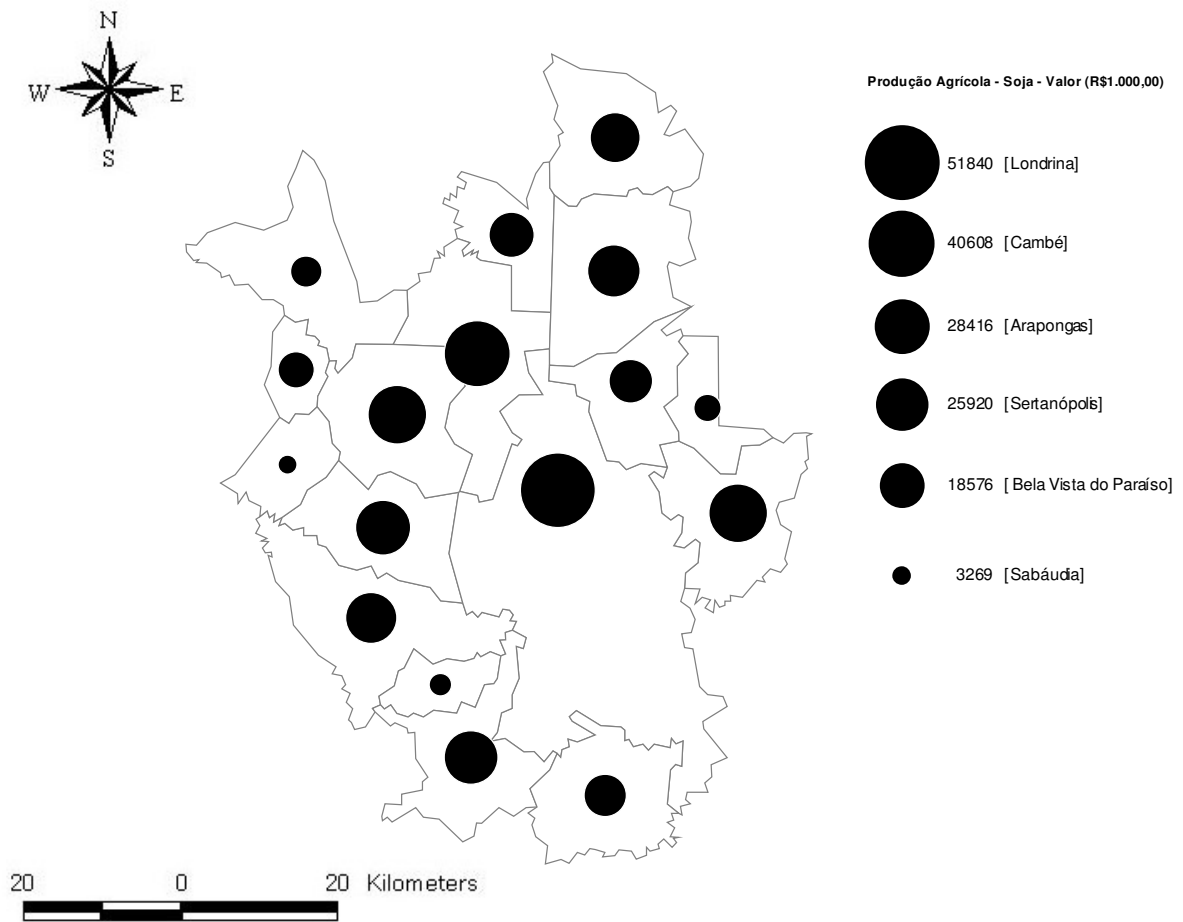 N
W E
S
Produção Agrícola - Soja - Valor (R$1.000,00)
51840 [Londrina]
40608 [Cambé]
28416 [Arapongas]
25920 [Sertanópolis]
18576 [Bela Vista do Paraíso]
3269 [Sabáudia]
20 0 20 Kilometers